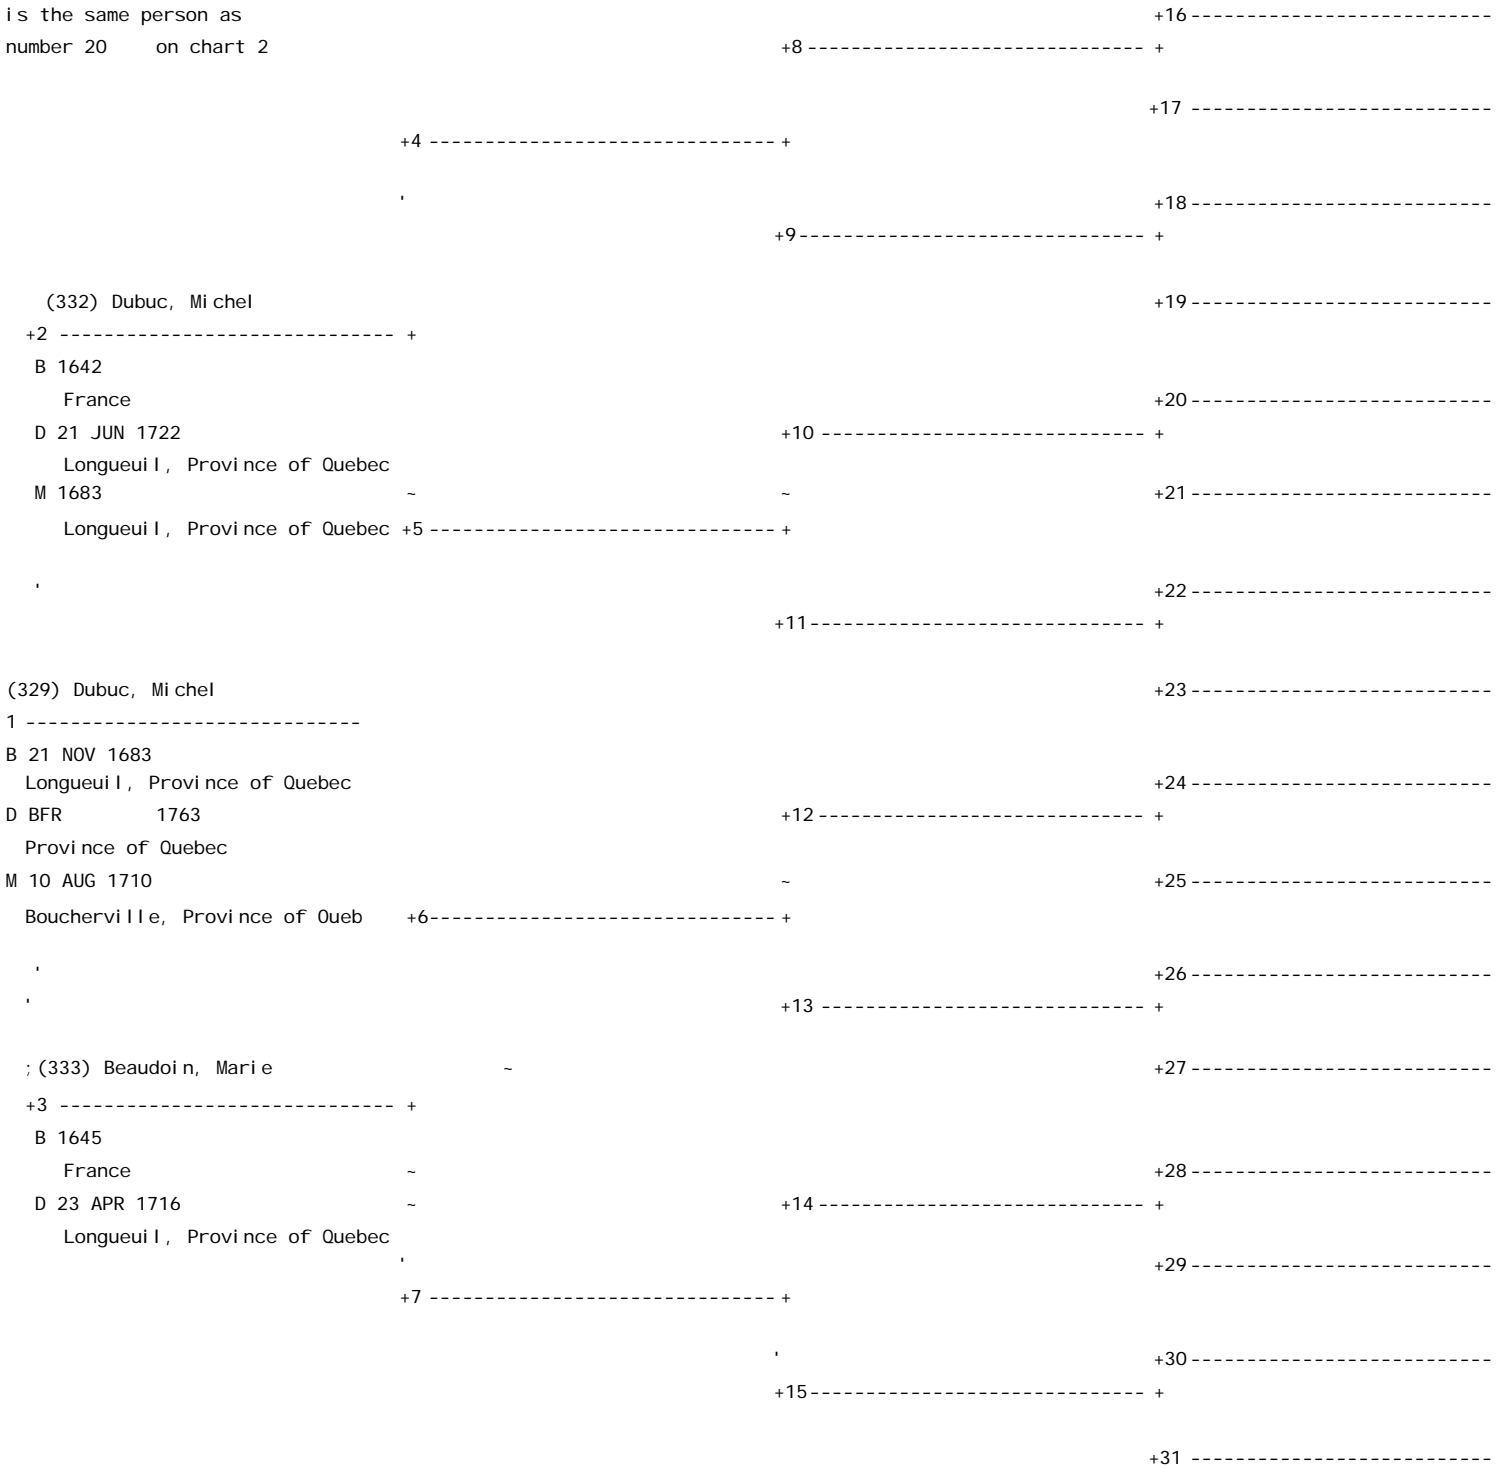 is the same person as
+16 ---------------------------
number 20 on chart 2
+8 ------------------------------ +
+17 ---------------------------
+4 ------------------------------- +
'
+18 ---------------------------
+9------------------------------- +
(332) Dubuc, Michel
+19 ---------------------------
+2 ------------------------------ +
B 1642
France
+20 ---------------------------
D 21 JUN 1722
+10 ----------------------------- +
Longueuil, Province of Quebec
M 1683 ~ ~ +21 ---------------------------
Longueuil, Province of Quebec +5 ------------------------------- +
' +22 ---------------------------
+11------------------------------ +
(329) Dubuc, Michel
+23 ---------------------------
1 ------------------------------
B 21 NOV 1683
Longueuil, Province of Quebec
+24 ---------------------------
D BFR 1763
+12 ----------------------------- +
Province of Quebec
M 10 AUG 1710 ~ +25 ---------------------------
Boucherville, Province of Oueb +6------------------------------- +
' +26 ---------------------------
' +13 ----------------------------- +
;(333) Beaudoin, Marie ~ +27 ---------------------------
+3 ------------------------------ +
B 1645
France ~ +28 ---------------------------
D 23 APR 1716 ~ +14 ----------------------------- +
Longueuil, Province of Quebec
' +29 ---------------------------
+7 ------------------------------- +
' +30 ---------------------------
+15------------------------------ +
+31 ---------------------------